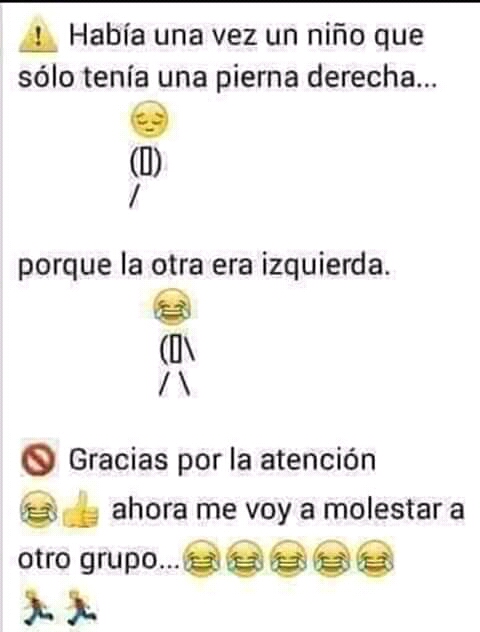 ⚠️ Había una vez un niño que
sólo tenía una pierna derecha...
😔
([])
/
porque la otra era izquierda.
😂
([]\
/ \
🚫 Gracias por la atención
😂👍 ahora me voy a molestar a
otro grupo...😂😂😂😂😂
🏃🏃